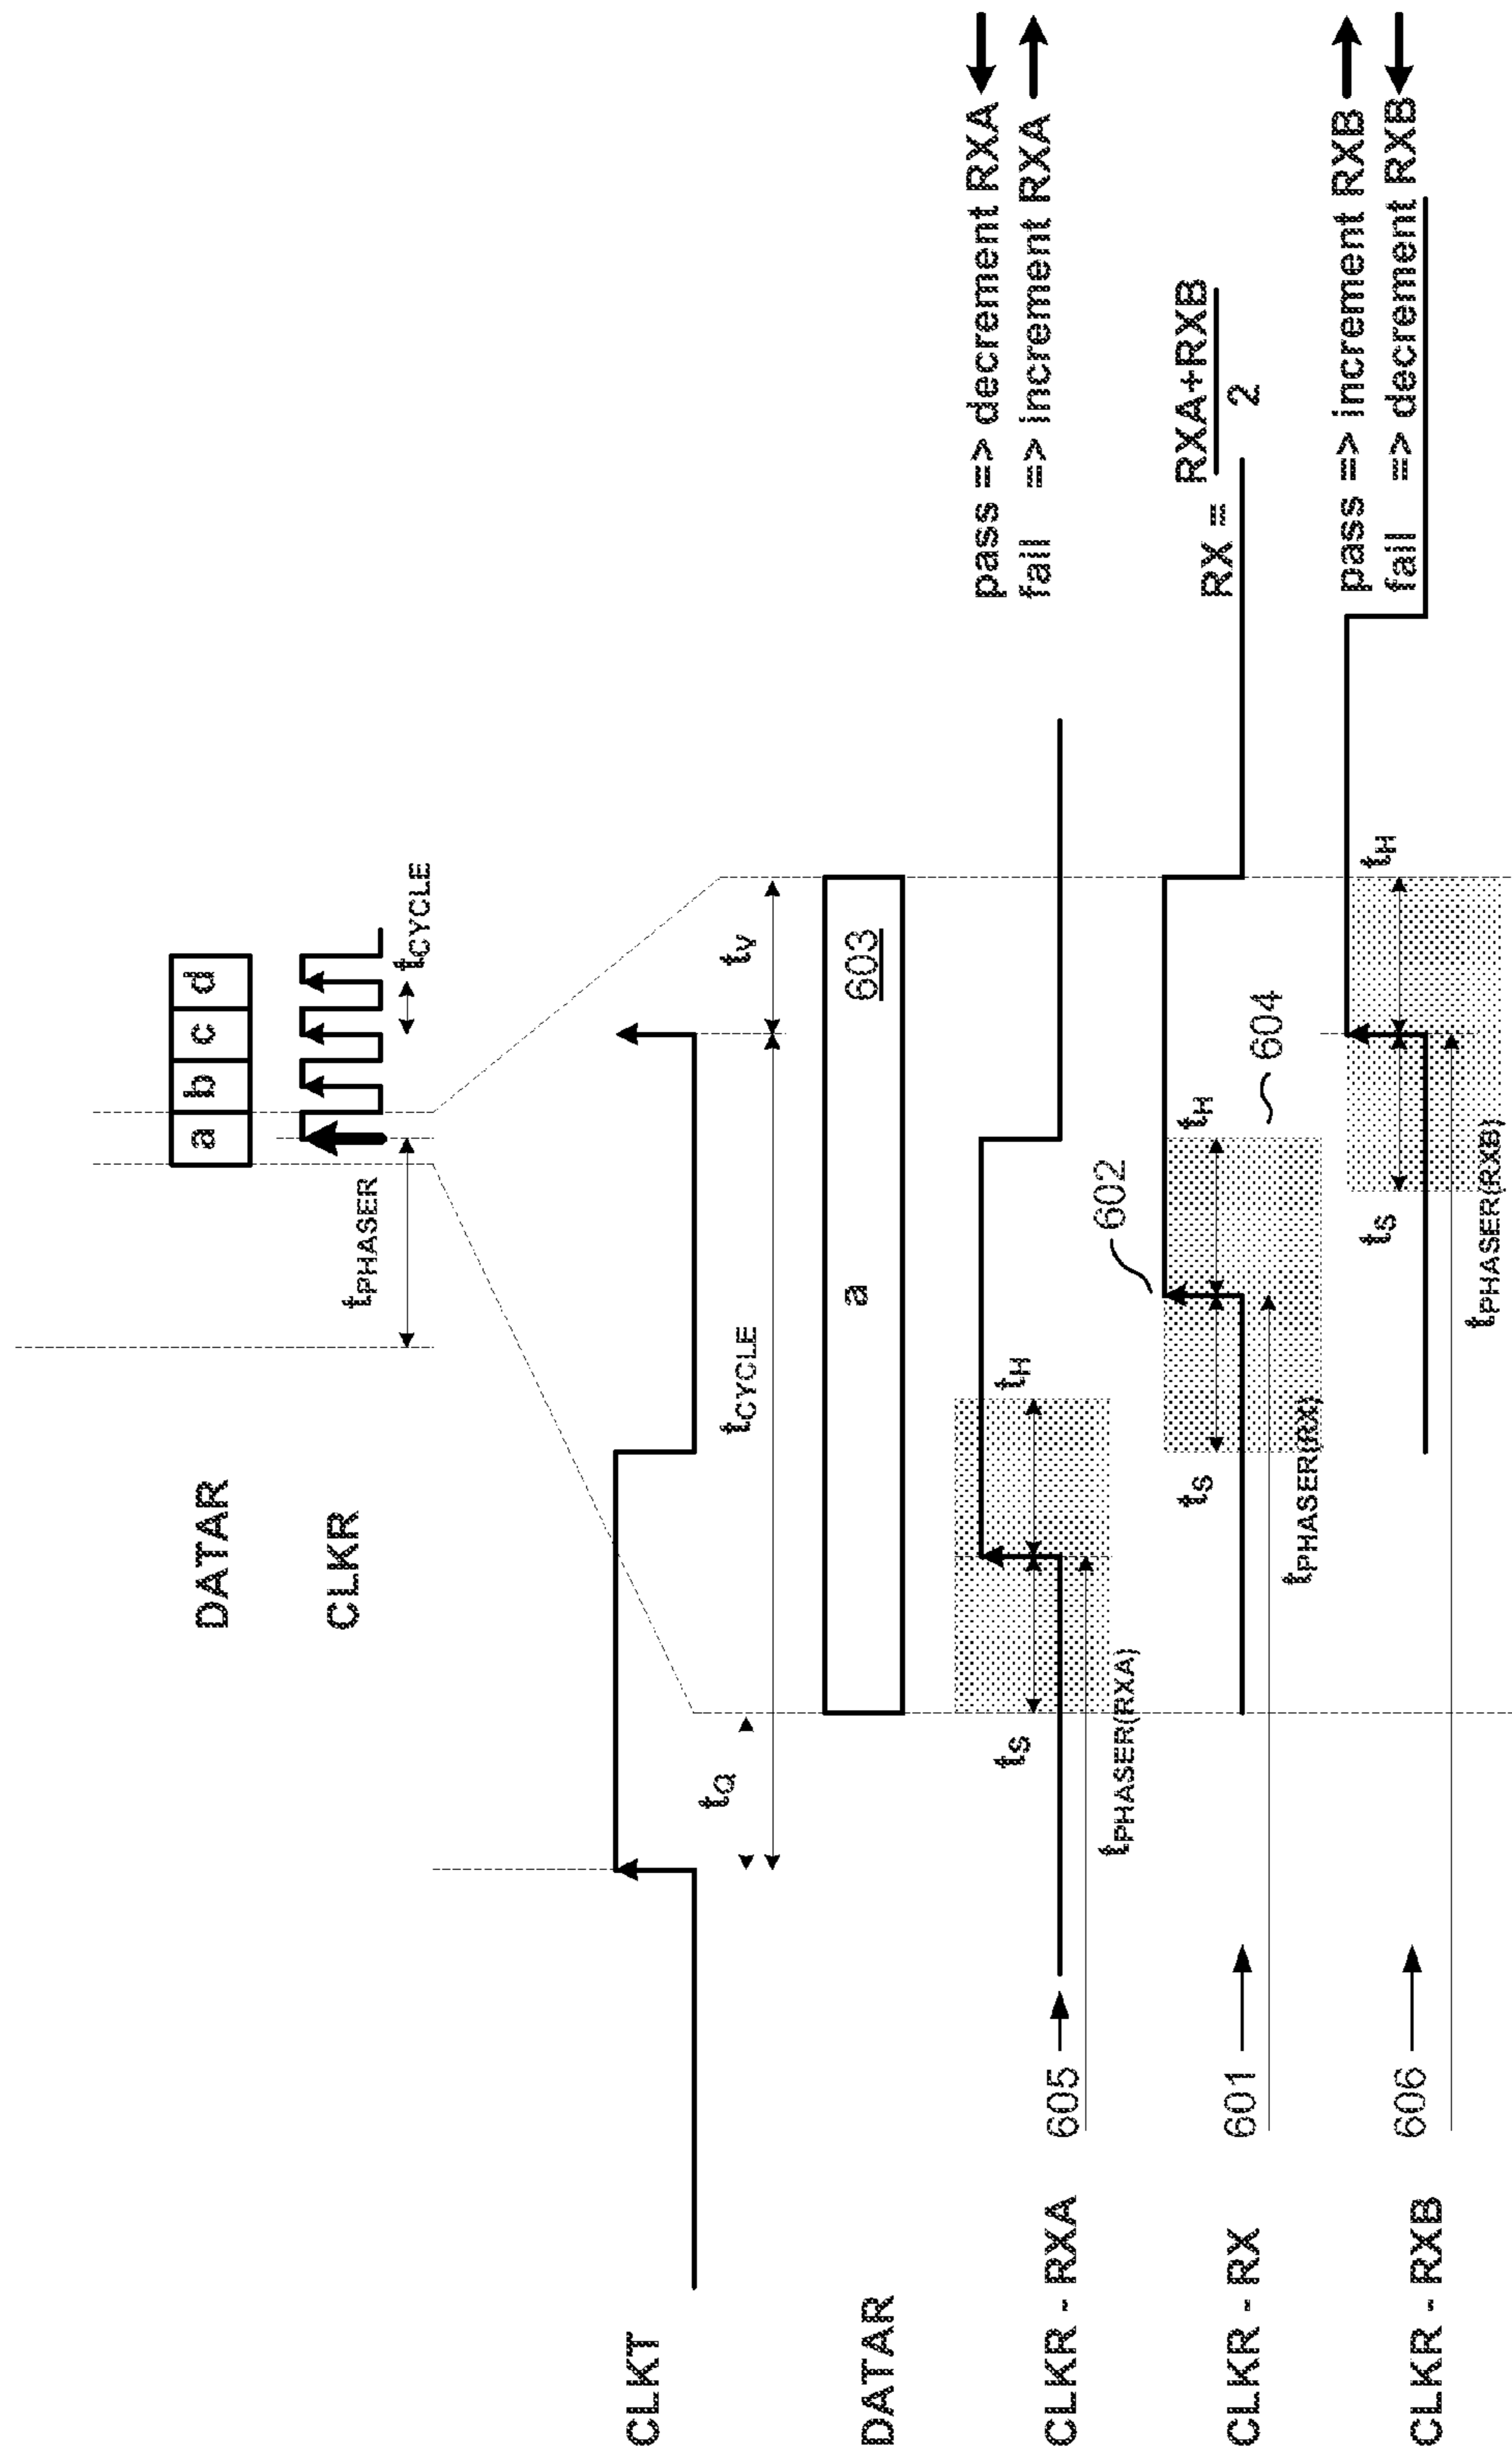 DATAR
a b c d
CLKR
tPHASER
tCYCLE
CLKT
tQ
tCYCLE
tV
DATAR
a
603
pass => decrement RXA
fail => increment RXA
CLKR - RXA
605
tS
tH
tPHASER(RXA)
602
RX = RXA+RXB
2
CLKR - RX
601
tS
tH
604
tPHASER(RX)
pass => increment RXB
fail => decrement RXB
CLKR - RXB
606
tS
tH
tPHASER(RXB)